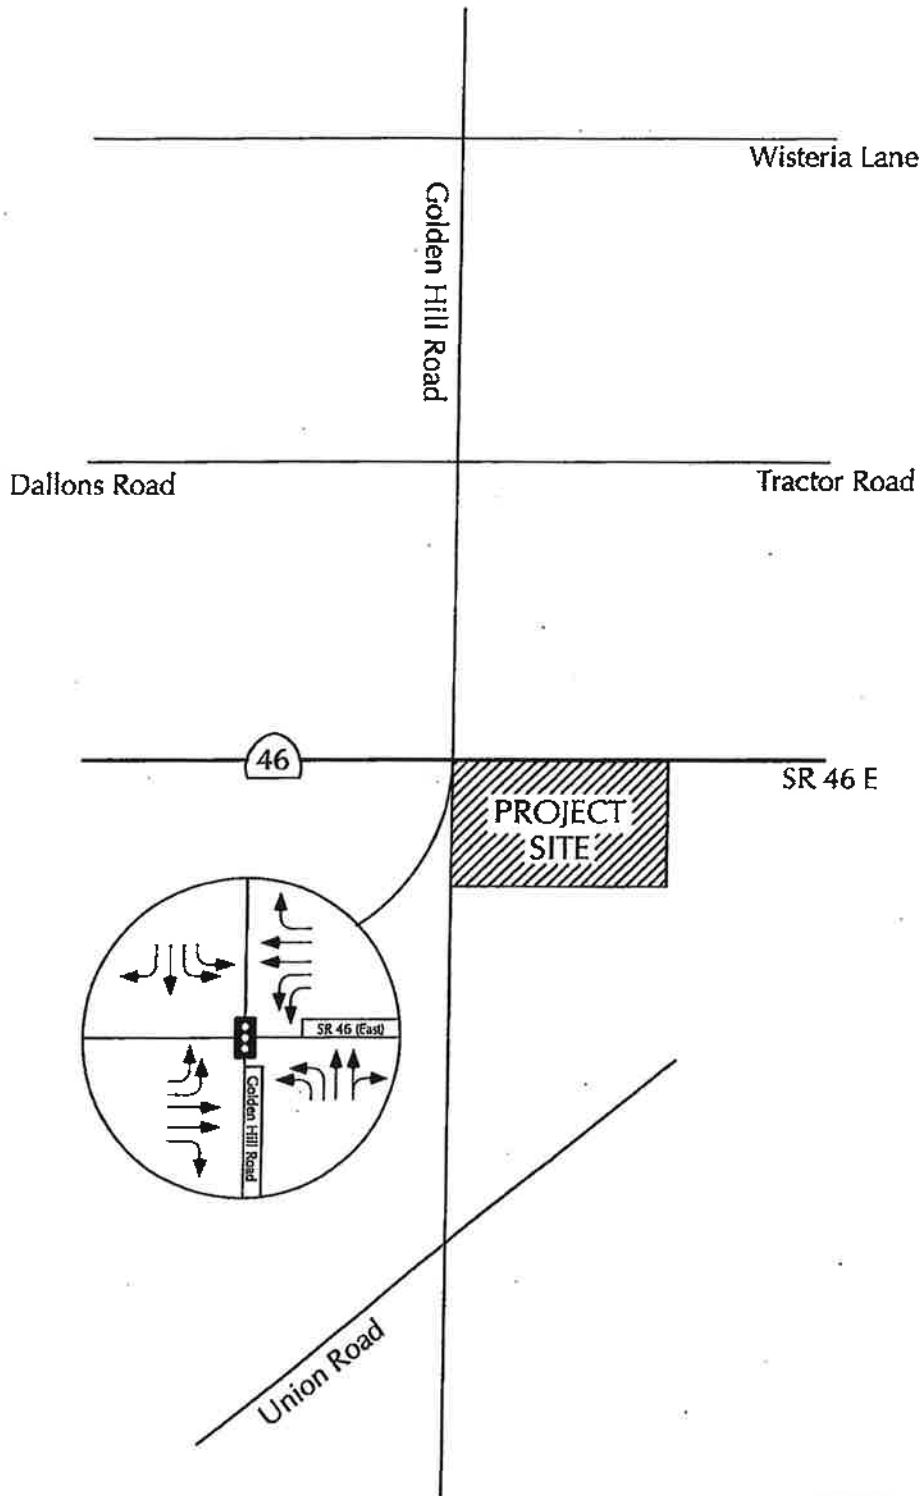 Wisteria Lane
Golden Hill Road
Dallons Road
Tractor Road
46
SR 46 E
PROJECT
SITE
SR 46 (East)
Golden Hill Road
Union Road